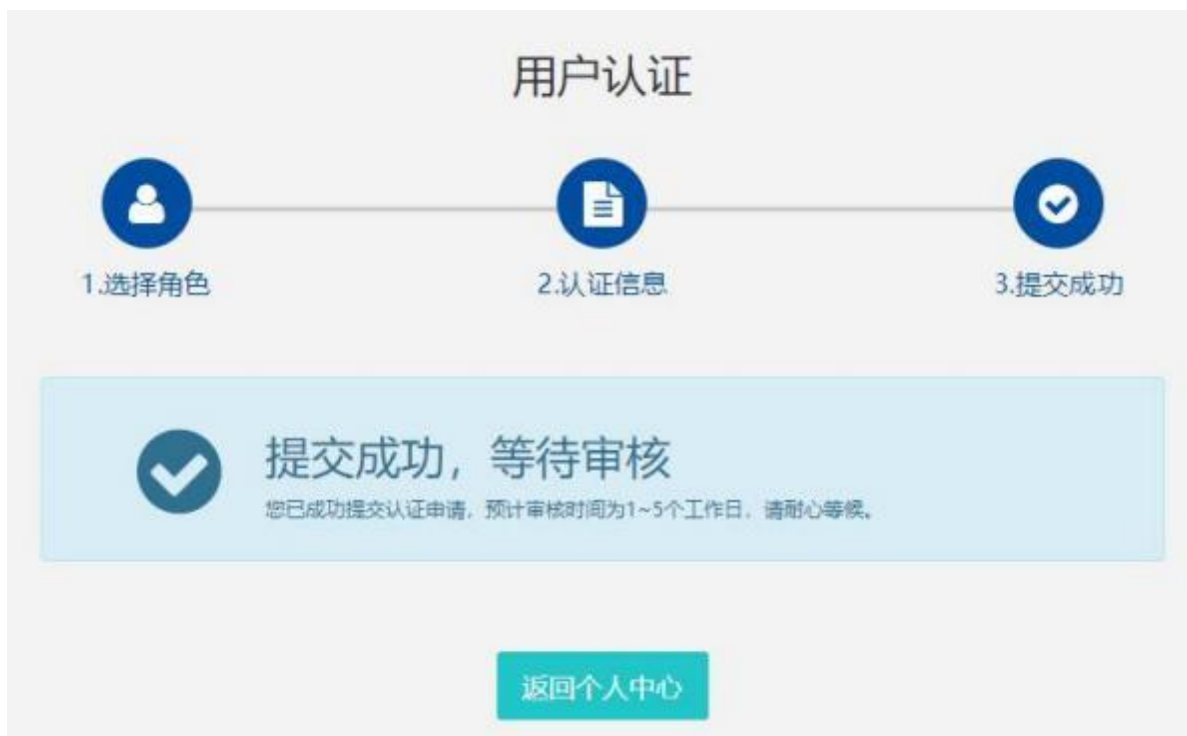 用户认证
1.选择角色
2.认证信息
3.提交成功
提交成功，等待审核
您已成功提交认证申请，预计审核时间为1~5个工作日，请耐心等候。
返回个人中心